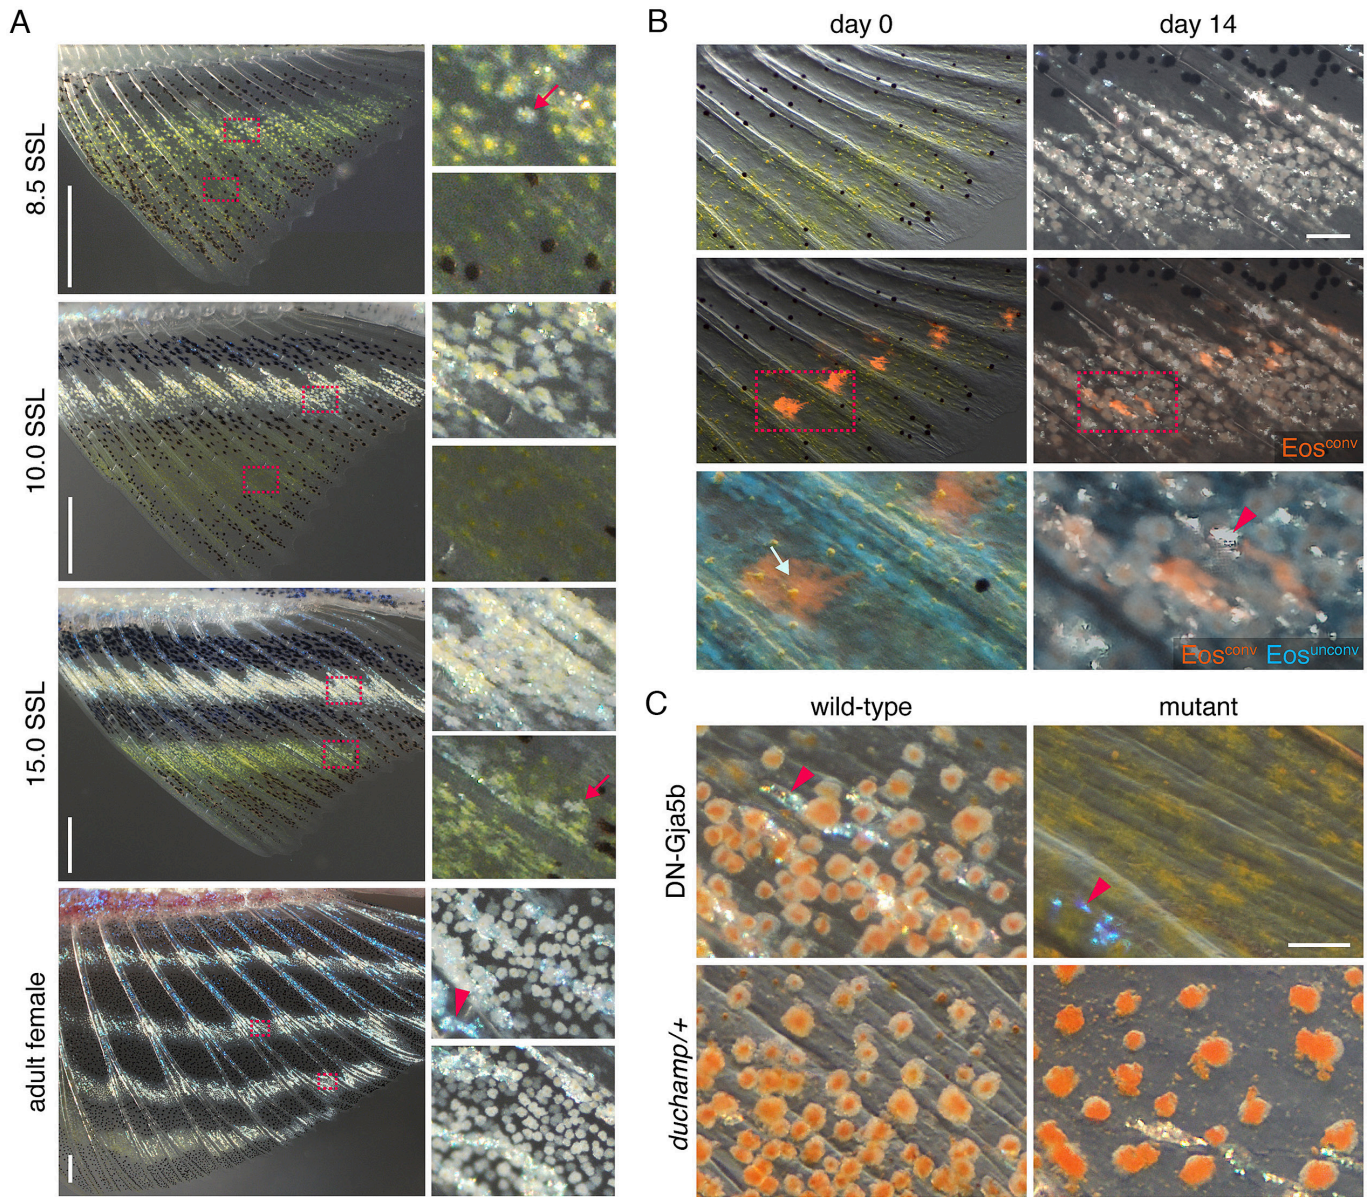 A
8.5 SSL
10.0 SSL
15.0 SSL
adult female
B
day 0
day 14
Eosconv
Eosconv Eosunconv
C
wild-type
mutant
DN-Gja5b
duchamp/+